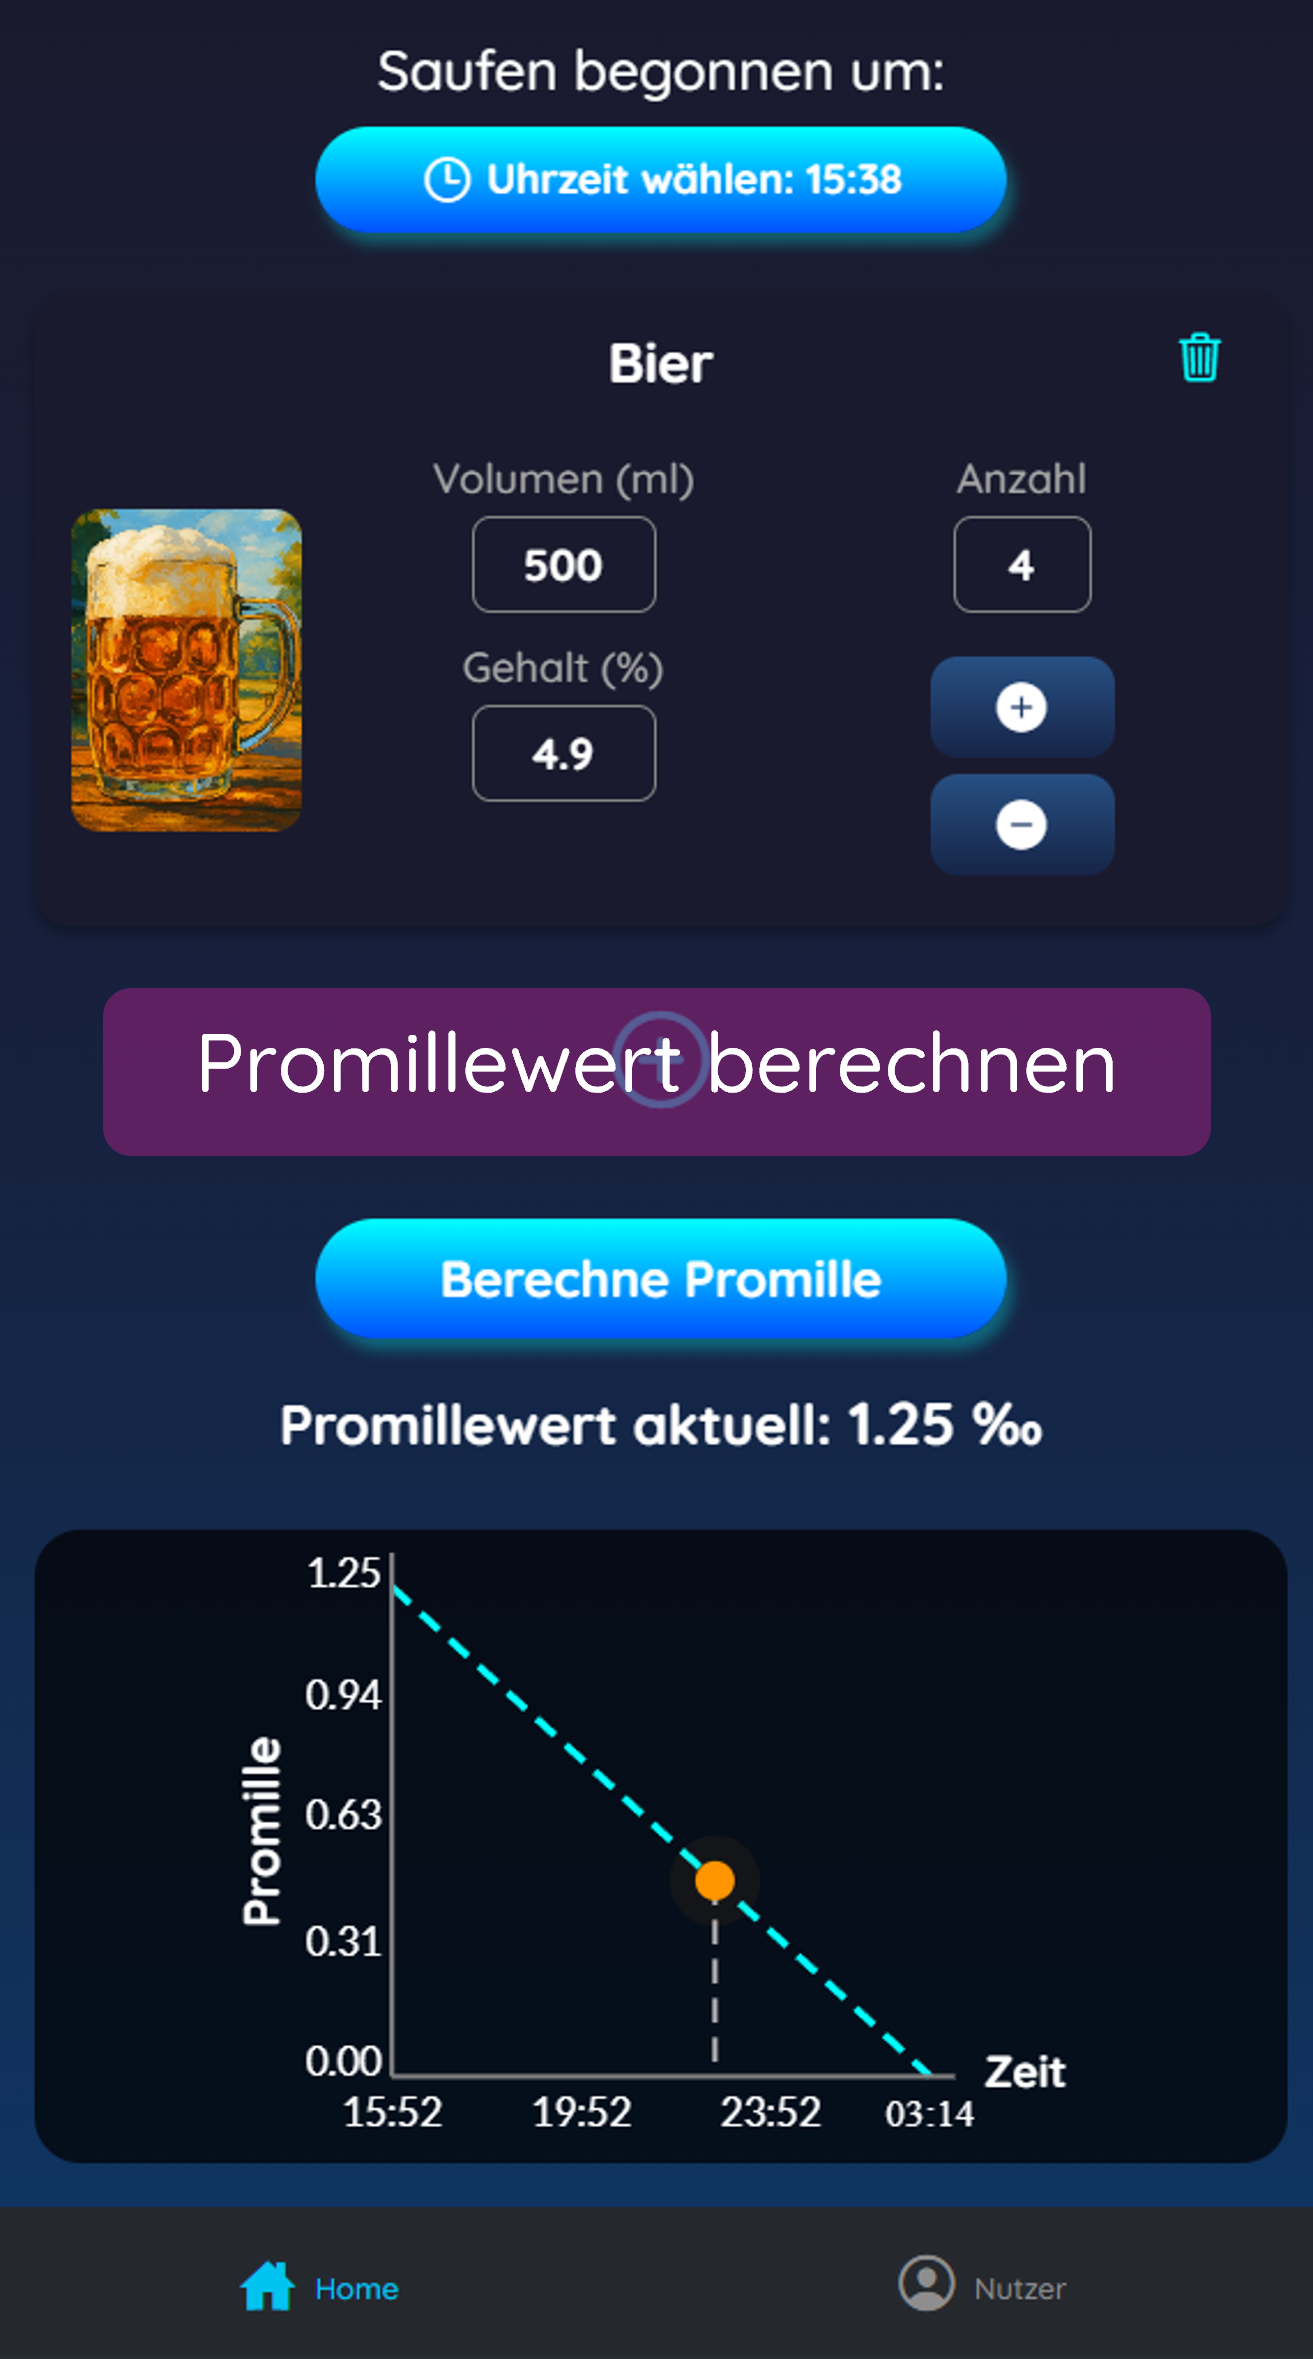 Saufen begonnen um:
Uhrzeit wählen: 15:38
Bier
Volumen (ml)
Anzahl
500
4
Gehalt (%)
4.9
Promillewert berechnen
Berechne Promille
Promillewert aktuell: 1.25 ‰
1.25
0.94
0.63
0.31
0.00
Promille
Zeit
15:52 19:52 23:52 03:14
Home
Nutzer